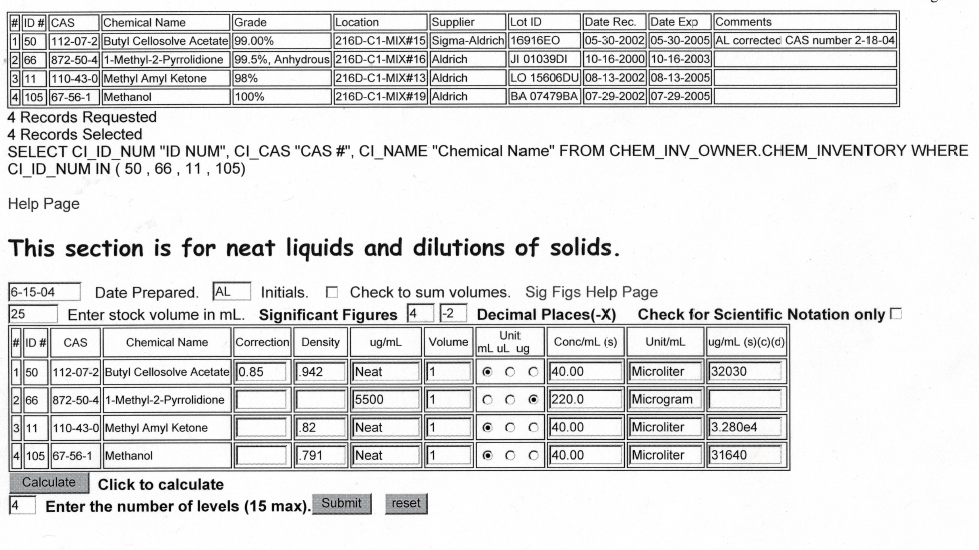 # ID # CAS Chemical Name Grade Location Supplier Lot ID Date Rec. Date Exp Comments
1 50 112-07-2 Butyl Cellosolve Acetate 99.00% 216D-C1-MIX#15 Sigma-Aldrich 16916EO 05-30-2002 05-30-2005 AL corrected CAS number 2-18-04
2 66 872-50-4 1-Methyl-2-Pyrrolidione 99.5%, Anhydrous 216D-C1-MIX#16 Aldrich JI 01039DI 10-16-2000 10-16-2003
3 11 110-43-0 Methyl Amyl Ketone 98% 216D-C1-MIX#13 Aldrich LO 15606DU 08-13-2002 08-13-2005
4 105 67-56-1 Methanol 100% 216D-C1-MIX#19 Aldrich BA 07479BA 07-29-2002 07-29-2005
4 Records Requested
4 Records Selected
SELECT CI_ID_NUM "ID NUM", CI_CAS "CAS #", CI_NAME "Chemical Name" FROM CHEM_INV_OWNER.CHEM_INVENTORY WHERE
CI_ID_NUM IN ( 50 , 66 , 11 , 105)
Help Page
This section is for neat liquids and dilutions of solids.
6-15-04 Date Prepared. AL Initials. Check to sum volumes. Sig Figs Help Page
25 Enter stock volume in mL. Significant Figures 4 -2 Decimal Places(-X) Check for Scientific Notation only
# ID # CAS Chemical Name Correction Density ug/mL Volume Unit mL uL ug Conc/mL (s) Unit/mL ug/mL (s)(c)(d)
1 50 112-07-2 Butyl Cellosolve Acetate 0.85 .942 Neat 1 40.00 Microliter 32030
2 66 872-50-4 1-Methyl-2-Pyrrolidione 5500 1 220.0 Microgram
3 11 110-43-0 Methyl Amyl Ketone .82 Neat 1 40.00 Microliter 3.280e4
4 105 67-56-1 Methanol .791 Neat 1 40.00 Microliter 31640
Calculate Click to calculate
4 Enter the number of levels (15 max). Submit reset